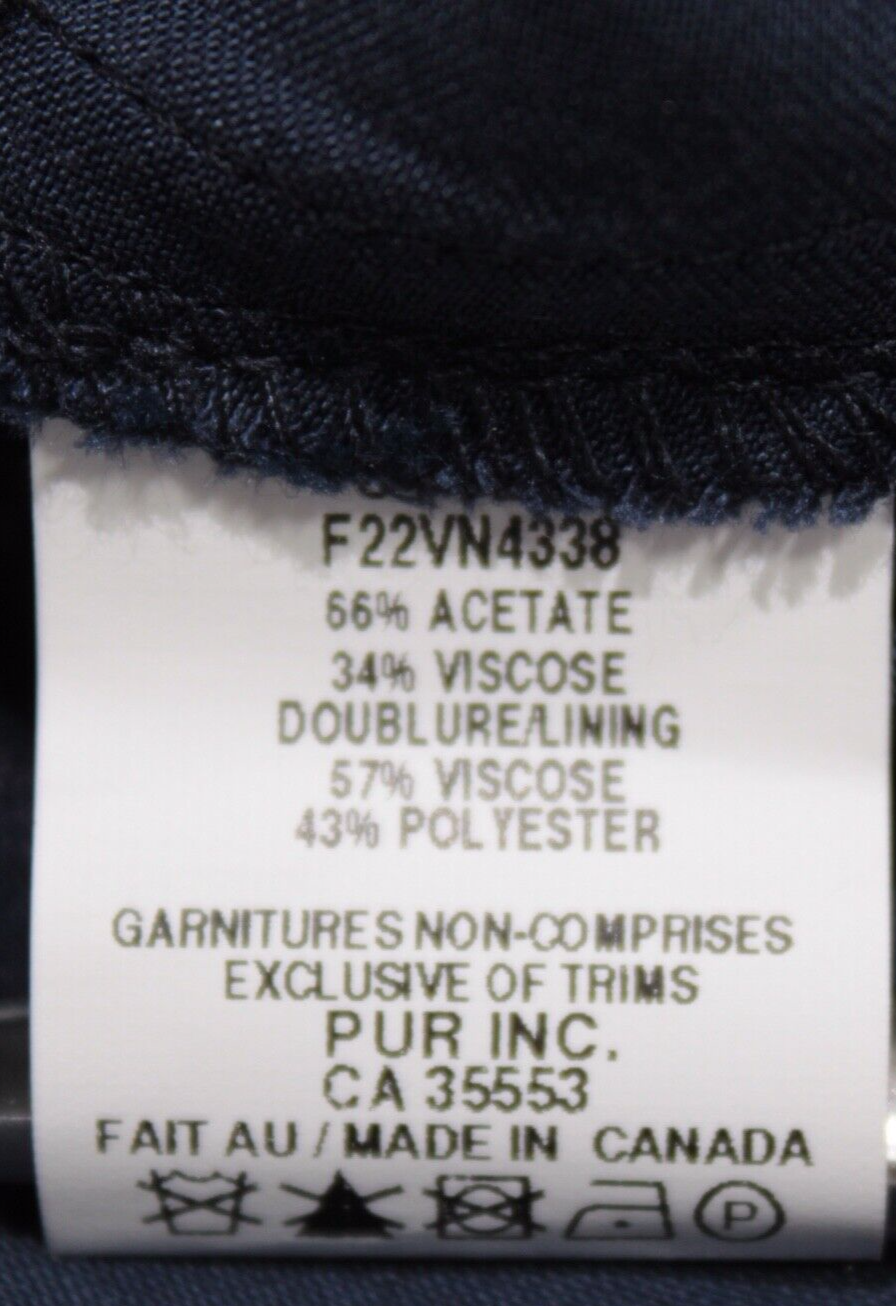 F22VN4338
66% ACETATE
34% VISCOSE
DOUBLURE/LINING
57% VISCOSE
43% POLYESTER
GARNITURES NON-COMPRISES
EXCLUSIVE OF TRIMS
PUR INC.
CA 35553
FAIT AU / MADE IN CANADA
P